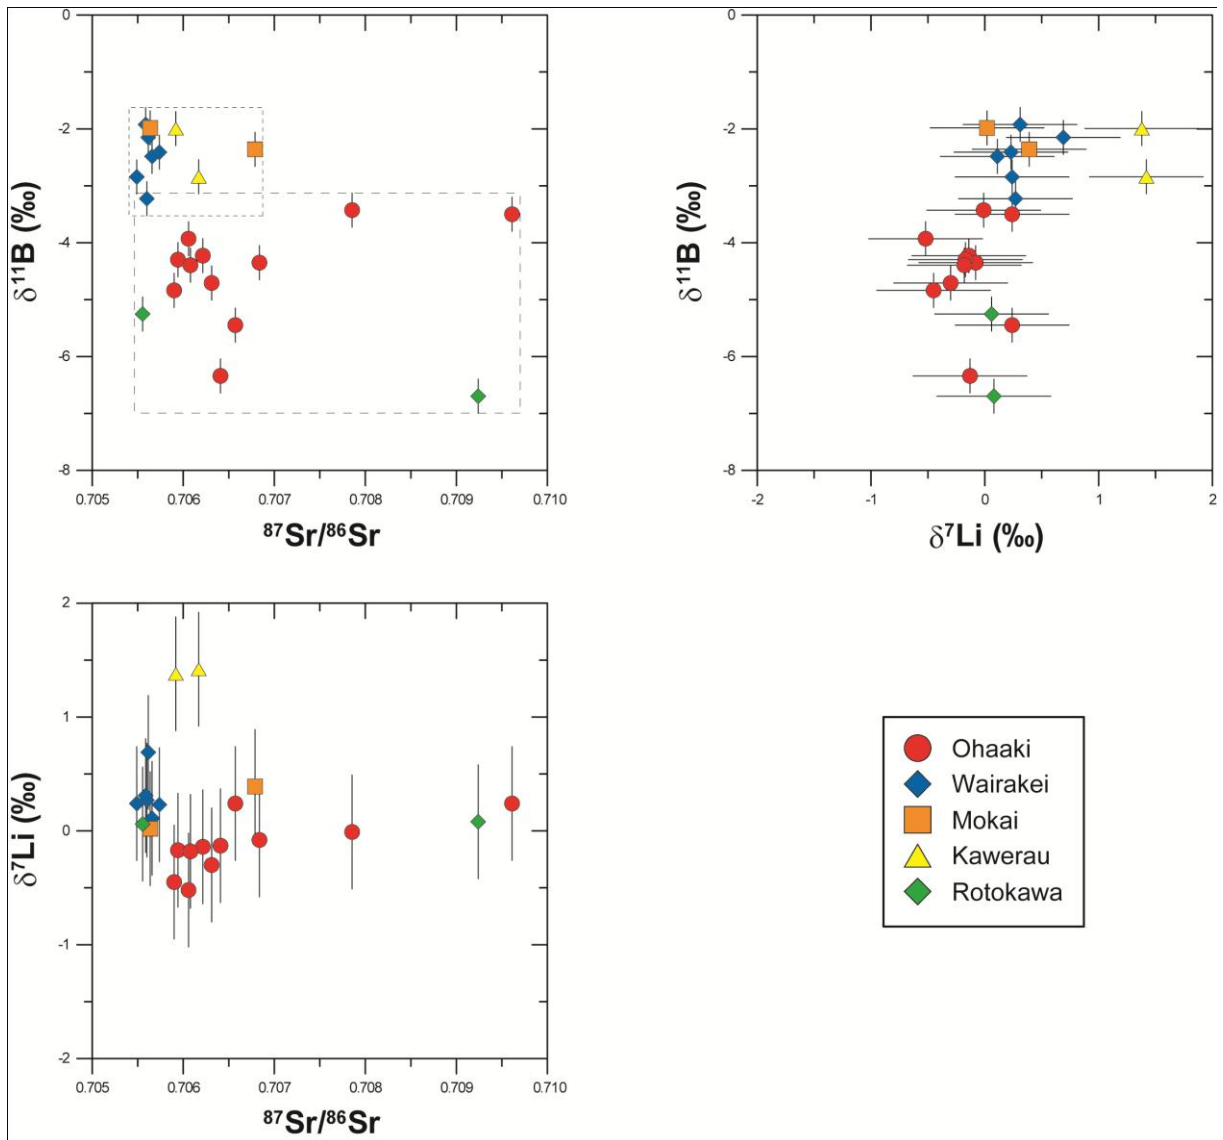 0
-2
-4
-6
-8
δ¹¹B (‰)
0.705
0.706
0.707
0.708
0.709
0.710
⁸⁷Sr/⁸⁶Sr
0
-2
-4
-6
-8
δ¹¹B (‰)
-2
-1
0
1
2
δ⁷Li (‰)
2
1
0
-1
-2
δ⁷Li (‰)
0.705
0.706
0.707
0.708
0.709
0.710
⁸⁷Sr/⁸⁶Sr
Ohaaki
Wairakei
Mokai
Kawerau
Rotokawa